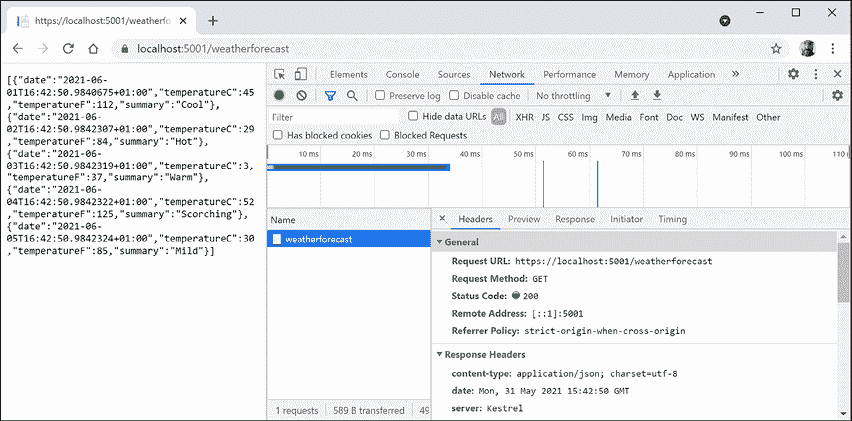 https://localhost:5001/weatherfo
localhost:5001/weatherforecast
[{"date":"2021-06-
01T16:42:50.9840675+01:00","temperatureC":45
,"temperatureF":112,"summary":"Cool"},
{"date":"2021-06-
02T16:42:50.9842307+01:00","temperatureC":29
,"temperatureF":84,"summary":"Hot"},
{"date":"2021-06-
03T16:42:50.9842319+01:00","temperatureC":3,
"temperatureF":37,"summary":"Warm"},
{"date":"2021-06-
04T16:42:50.9842322+01:00","temperatureC":52
,"temperatureF":125,"summary":"Scorching"},
{"date":"2021-06-
05T16:42:50.9842324+01:00","temperatureC":30
,"temperatureF":85,"summary":"Mild"}]
Elements Console Sources Network Performance Memory Application »
Preserve log Disable cache No throttling
Filter Hide data URLs All XHR JS CSS Img Media Font Doc WS Manifest Other
Has blocked cookies Blocked Requests
10 ms 20 ms 30 ms 40 ms 50 ms 60 ms 70 ms 80 ms 90 ms 100 ms 110 m
Name
weatherforecast
1 requests 589 B transferred 49
Headers Preview Response Initiator Timing
General
Request URL: https://localhost:5001/weatherforecast
Request Method: GET
Status Code: 200
Remote Address: [::1]:5001
Referrer Policy: strict-origin-when-cross-origin
Response Headers
content-type: application/json; charset=utf-8
date: Mon, 31 May 2021 15:42:50 GMT
server: Kestrel